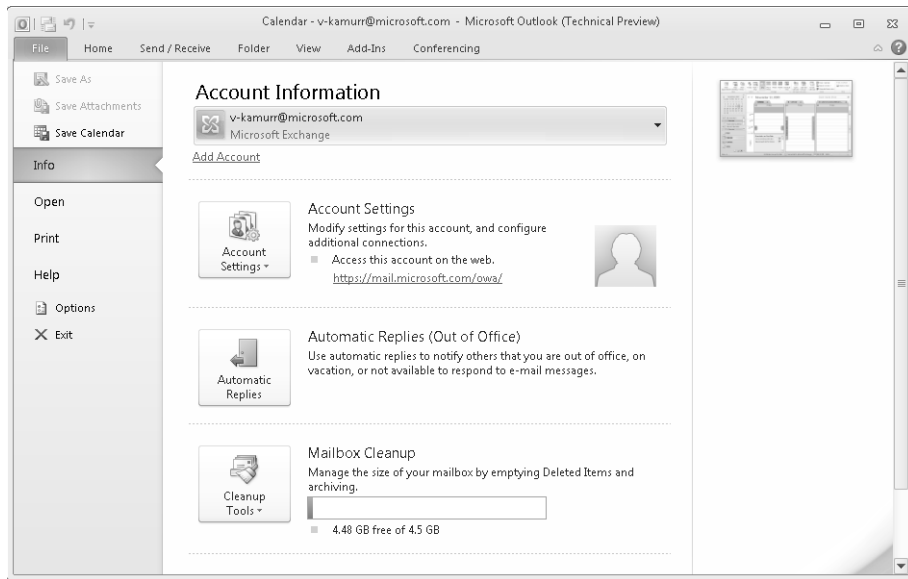 Calendar - v-kamurr@microsoft.com - Microsoft Outlook (Technical Preview)
File Home Send / Receive Folder View Add-Ins Conferencing
Save As
Save Attachments
Save Calendar
Info
Open
Print
Help
Options
Exit
Account Information
v-kamurr@microsoft.com
Microsoft Exchange
Add Account
Account Settings
Account Settings
Modify settings for this account, and configure
additional connections.
Access this account on the web.
https://mail.microsoft.com/owa/
Automatic Replies
Automatic Replies (Out of Office)
Use automatic replies to notify others that you are out of office, on
vacation, or not available to respond to e-mail messages.
Cleanup Tools
Mailbox Cleanup
Manage the size of your mailbox by emptying Deleted Items and
archiving.
4.48 GB free of 4.5 GB